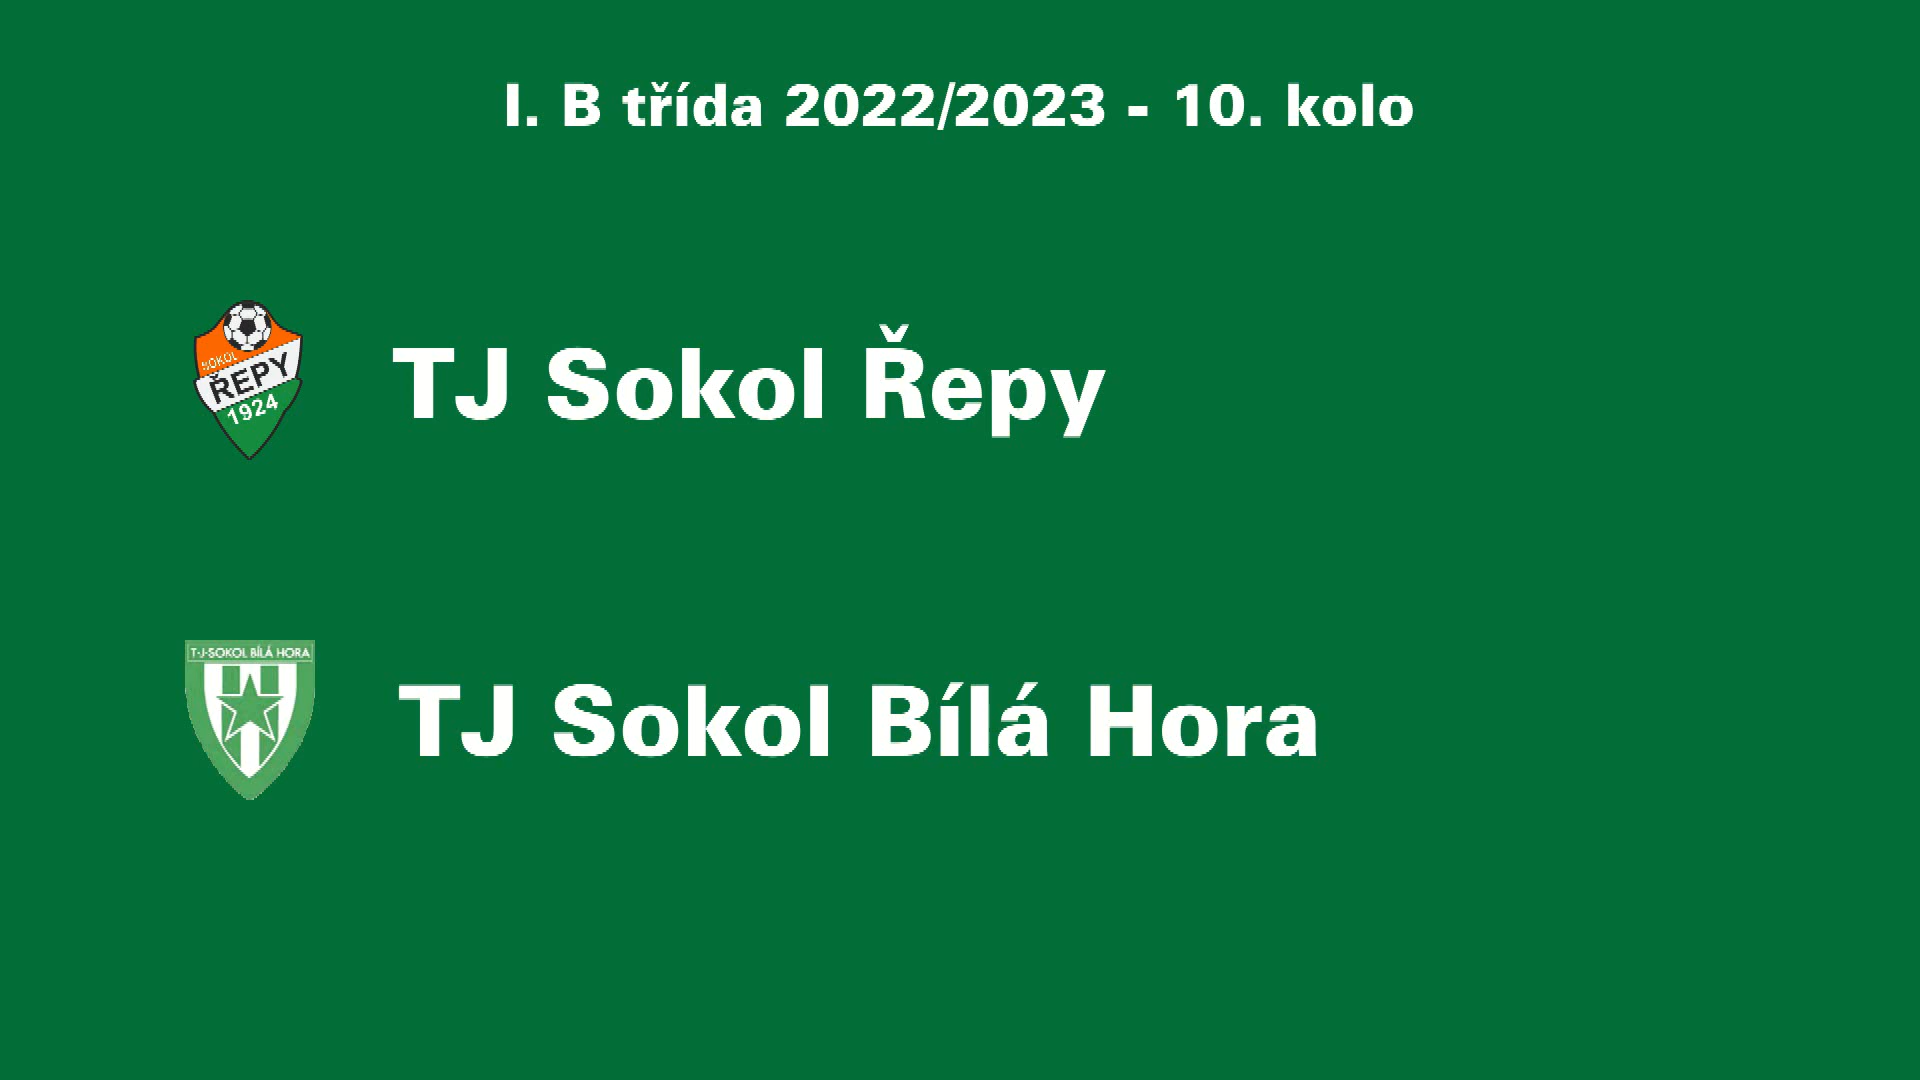 I. B třída 2022/2023 - 10. kolo
SOKOL
ŘEPY
1924
TJ Sokol Řepy
T·J·SOKOL BÍLÁ HORA
TJ Sokol Bílá Hora